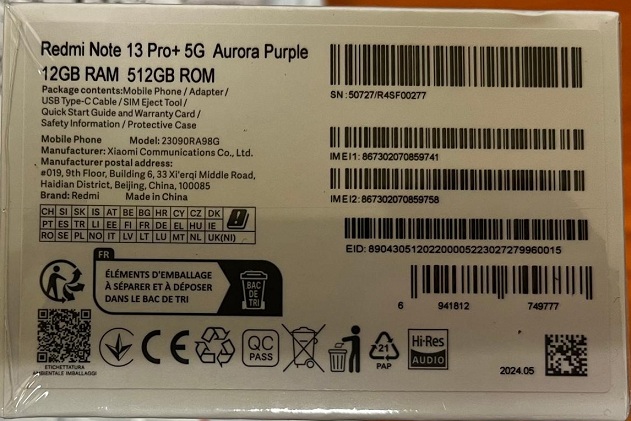 Redmi Note 13 Pro+ 5G Aurora Purple
12GB RAM 512GB ROM
Package contents:Mobile Phone / Adapter /
USB Type-C Cable / SIM Eject Tool /
Quick Start Guide and Warranty Card /
Safety Information / Protective Case
Mobile Phone Model: 23090RA98G
Manufacturer: Xiaomi Communications Co., Ltd.
Manufacturer postal address:
#019, 9th Floor, Building 6, 33 Xi'erqi Middle Road,
Haidian District, Beijing, China, 100085
Brand: Redmi Made in China
CH SI SK IS AT BE BG HR CY CZ DK
PT ES TR LI EE FI FR DE EL HU IE
RO SE PL NO IT LV LT LU MT NL UK(NI)
FR
ÉLÉMENTS D'EMBALLAGE
À SÉPARER ET À DÉPOSER
DANS LE BAC DE TRI
BAC
DE
TRI
ETICHETTATURA
AMBIENTALE IMBALLAGGI
CE
QC
PASS
21
PAP
Hi-Res
AUDIO
SN: 50727/R4SF00277
IMEI1: 867302070859741
IMEI2: 867302070859758
EID: 89043051202200005223027279960015
6 941812 749777
2024.05